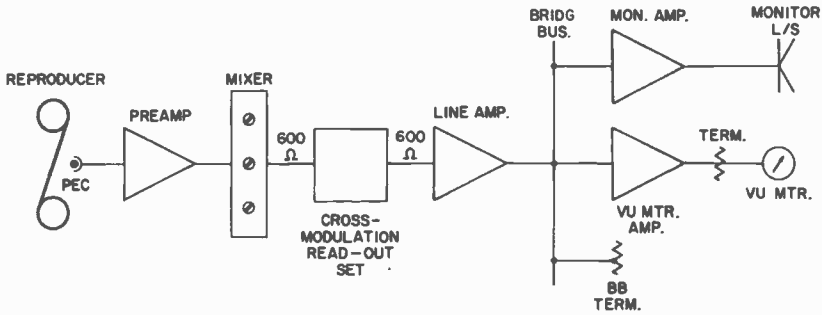 REPRODUCER
PEC
PREAMP
MIXER
600
Ω
CROSS-
MODULATION
READ-OUT
SET
600
Ω
LINE AMP.
BRIDG
BUS.
MON. AMP.
MONITOR
L/S
VU MTR.
AMP.
TERM.
VU MTR.
BB
TERM.